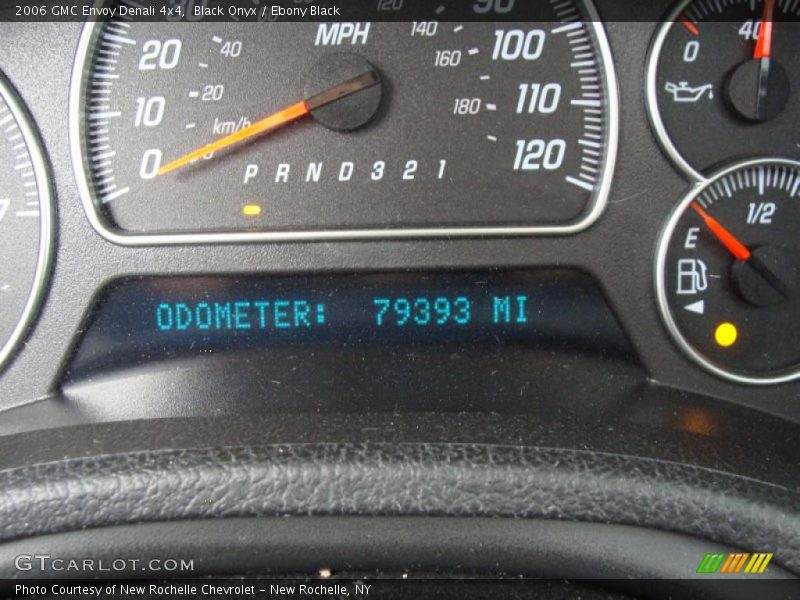 2006 GMC Envoy Denali 4x4, Black Onyx / Ebony Black
MPH
0 10 20 100 110 120
20 40 140 160 180
km/h
P R N D 3 2 1
0 40
E 1/2
ODOMETER: 79393 MI
GTCARLOT.COM
Photo Courtesy of New Rochelle Chevrolet - New Rochelle, NY